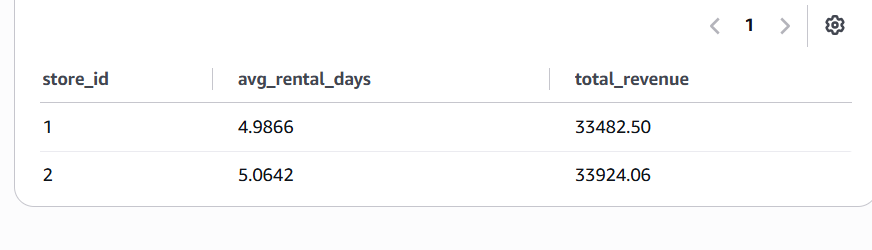 1
store_id avg_rental_days total_revenue
1 4.9866 33482.50
2 5.0642 33924.06